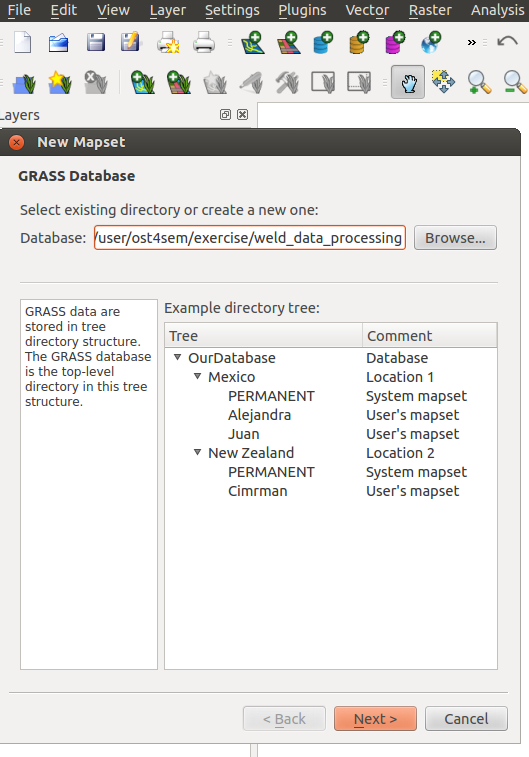 File Edit View Layer Settings Plugins Vector Raster Analysis
»
Layers
New Mapset
GRASS Database
Select existing directory or create a new one:
Database: /user/ost4sem/exercise/weld_data_processing Browse...
GRASS data are
stored in tree
directory structure.
The GRASS database
is the top-level
directory in this tree
structure.
Example directory tree:
Tree Comment
OurDatabase Database
Mexico Location 1
PERMANENT System mapset
Alejandra User's mapset
Juan User's mapset
New Zealand Location 2
PERMANENT System mapset
Cimrman User's mapset
< Back Next > Cancel